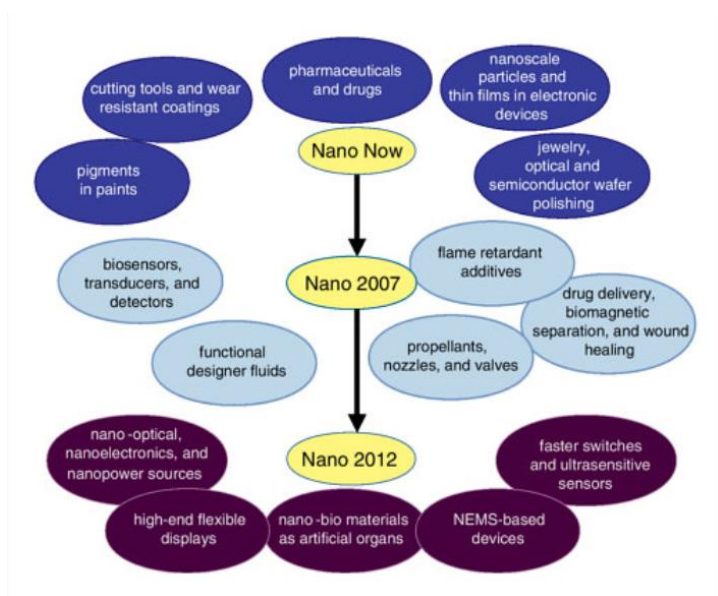 pharmaceuticals
and drugs
nanoscale
particles and
thin films in electronic
devices
cutting tools and wear
resistant coatings
Nano Now
jewelry,
optical and
semiconductor wafer
polishing
pigments
in paints
flame retardant
additives
biosensors,
transducers, and
detectors
Nano 2007
drug delivery,
biomagnetic
separation, and wound
healing
functional
designer fluids
propellants,
nozzles, and valves
nano-optical,
nanoelectronics, and
nanopower sources
Nano 2012
faster switches
and ultrasensitive
sensors
high-end flexible
displays
nano-bio materials
as artificial organs
NEMS-based
devices